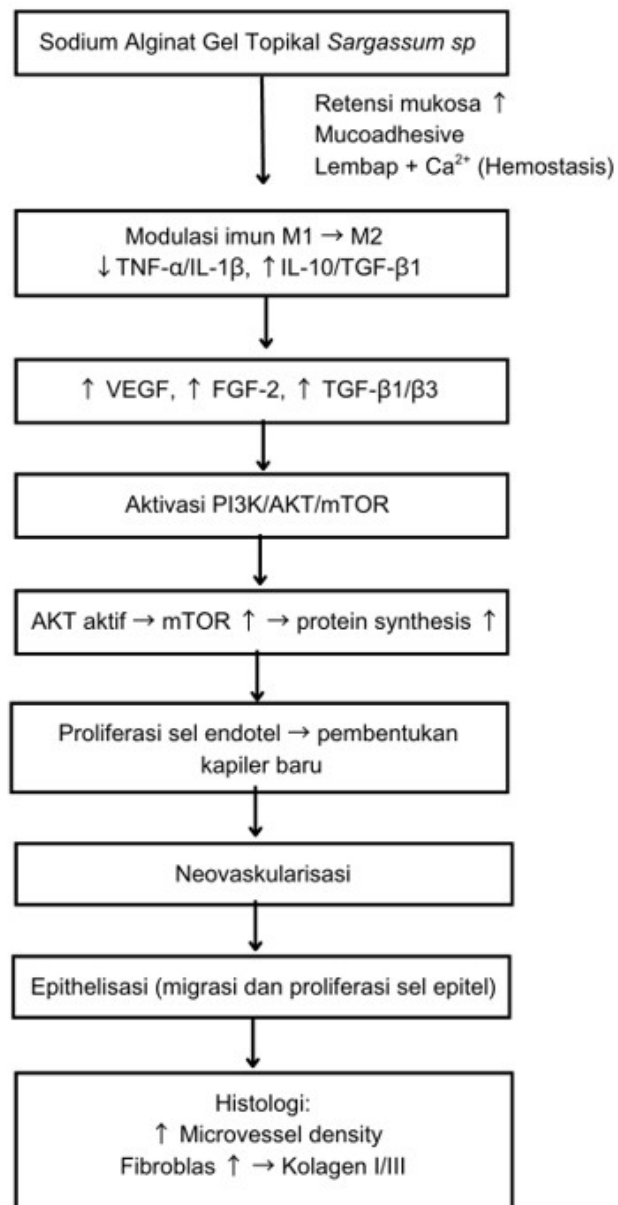 Sodium Alginat Gel Topikal Sargassum sp
Retensi mukosa ↑
Mucoadhesive
Lembap + Ca²⁺ (Hemostasis)
Modulasi imun M1 → M2
↓ TNF-α/IL-1β, ↑ IL-10/TGF-β1
↑ VEGF, ↑ FGF-2, ↑ TGF-β1/β3
Aktivasi PI3K/AKT/mTOR
AKT aktif → mTOR ↑ → protein synthesis ↑
Proliferasi sel endotel → pembentukan
kapiler baru
Neovaskularisasi
Epithelisasi (migrasi dan proliferasi sel epitel)
Histologi:
↑ Microvessel density
Fibroblas ↑ → Kolagen I/III